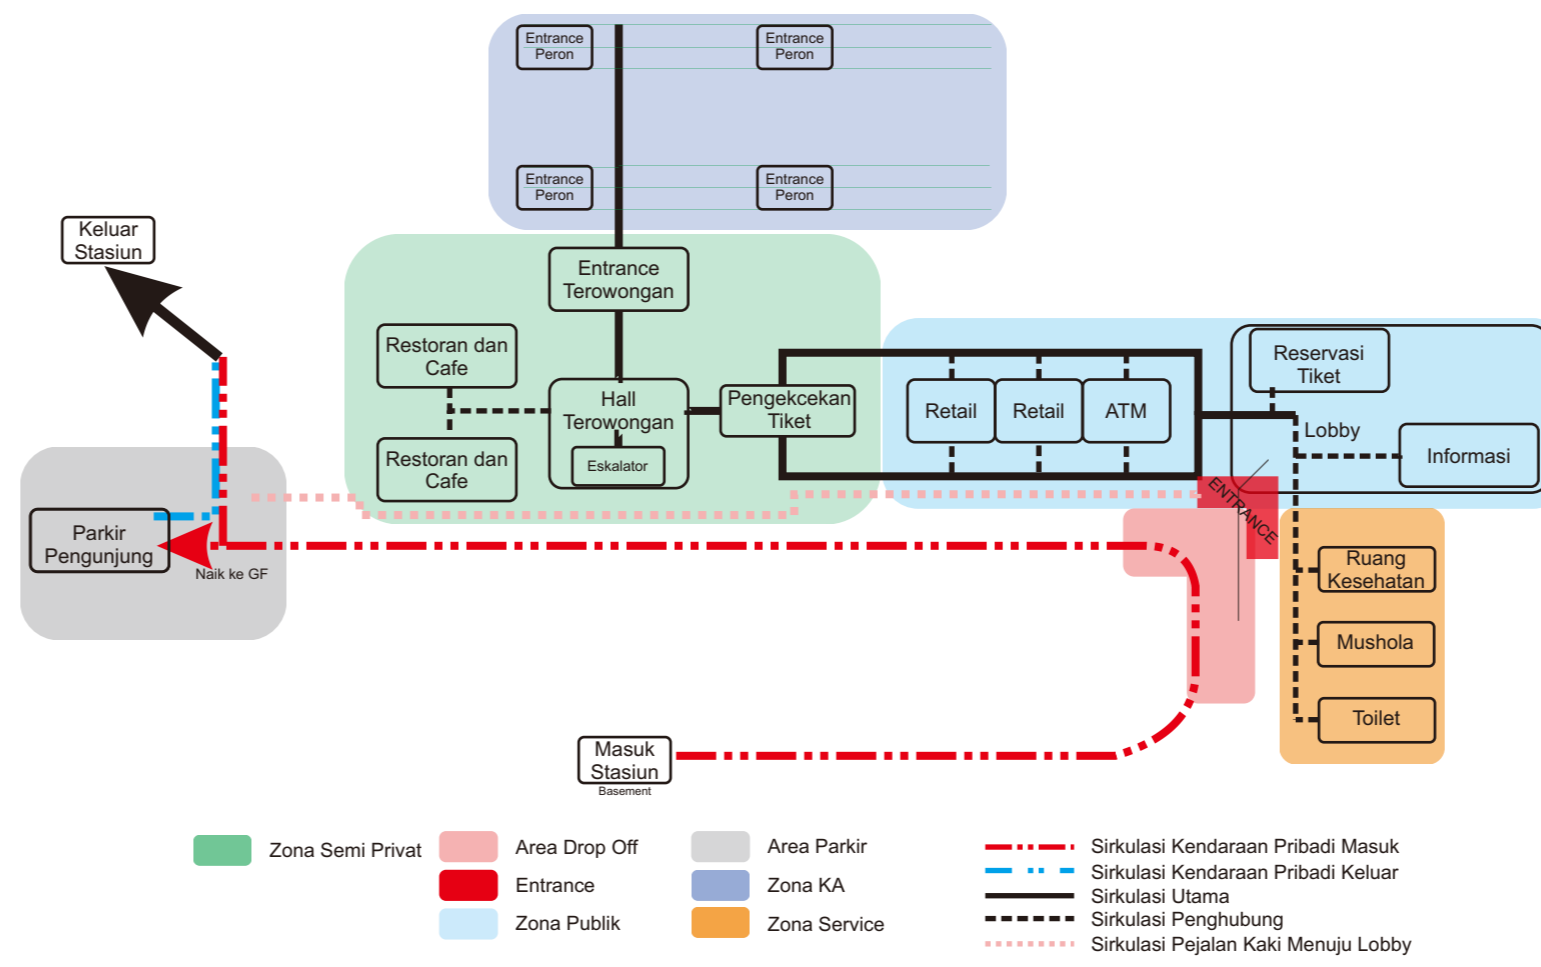 Entrance
Peron
Entrance
Peron
Entrance
Peron
Entrance
Peron
Keluar
Stasiun
Entrance
Terowongan
Restoran dan
Cafe
Hall
Terowongan
Eskalator
Pengekcekan
Tiket
Restoran dan
Cafe
Retail
Retail
ATM
Reservasi
Tiket
Lobby
Informasi
ENTRANCE
Parkir
Pengunjung
Naik ke GF
Ruang
Kesehatan
Mushola
Toilet
Masuk
Stasiun
Basement
Zona Semi Privat
Area Drop Off
Entrance
Zona Publik
Area Parkir
Zona KA
Zona Service
Sirkulasi Kendaraan Pribadi Masuk
Sirkulasi Kendaraan Pribadi Keluar
Sirkulasi Utama
Sirkulasi Penghubung
Sirkulasi Pejalan Kaki Menuju Lobby